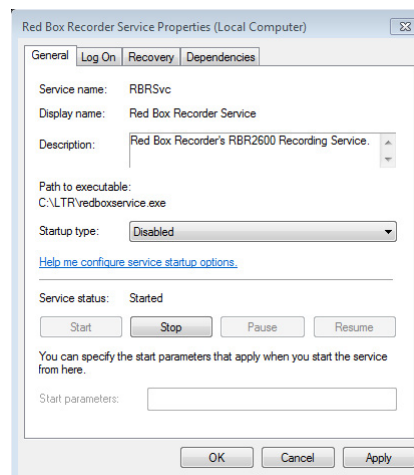 Red Box Recorder Service Properties (Local Computer)
General Log On Recovery Dependencies
Service name: RBRSvc
Display name: Red Box Recorder Service
Description: Red Box Recorder's RBR2600 Recording Service.
Path to executable:
C:\LTR\redboxservice.exe
Startup type: Disabled
Help me configure service startup options.
Service status: Started
Start Stop Pause Resume
You can specify the start parameters that apply when you start the service
from here.
Start parameters:
OK Cancel Apply